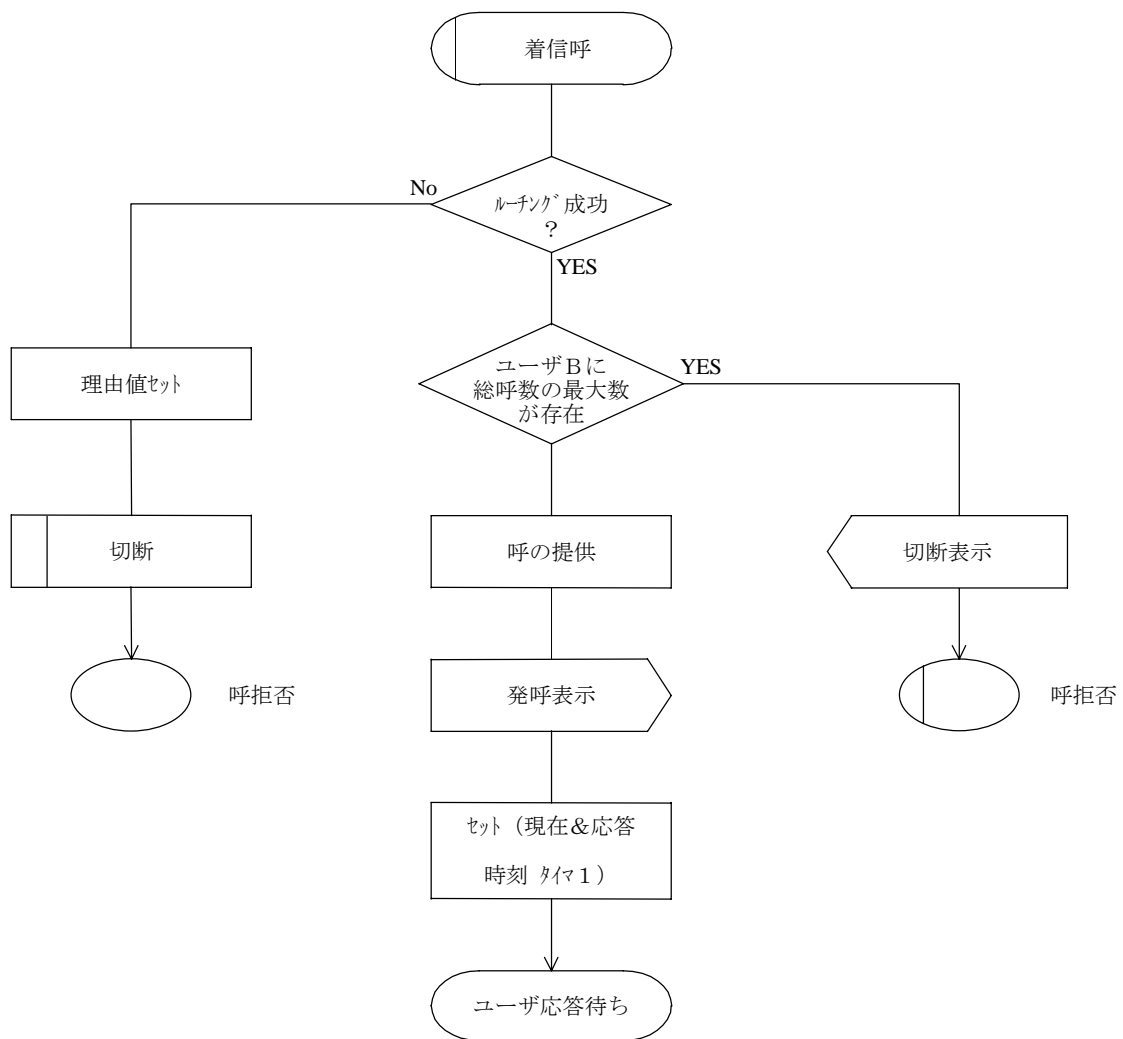 着信呼
No
ﾙｰﾁﾝｸﾞ成功
？
YES
ユーザＢに
総呼数の最大数
が存在
YES
理由値ｾｯﾄ
切断
呼の提供
切断表示
呼拒否
発呼表示
呼拒否
ｾｯﾄ（現在＆応答
時刻 ﾀｲﾏ１）
ユーザ応答待ち